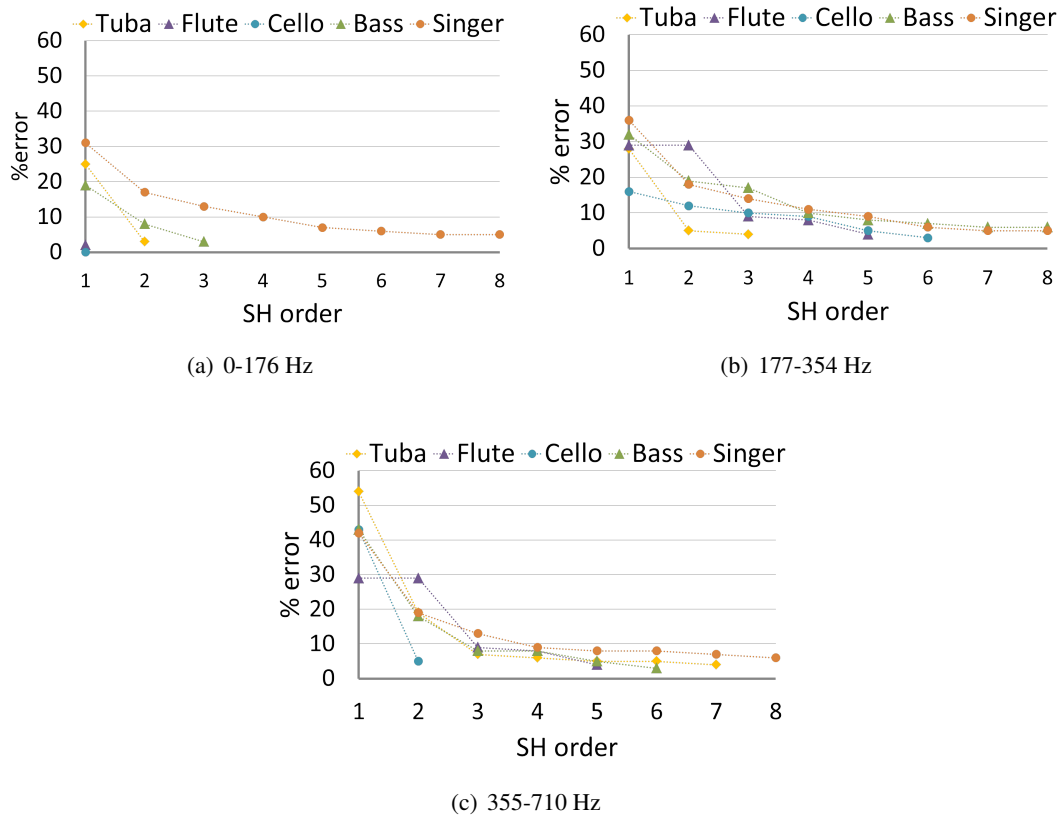 Tuba Flute Cello Bass Singer
60
50
40
30
20
10
0
%error
1 2 3 4 5 6 7 8
SH order
(a) 0-176 Hz
Tuba Flute Cello Bass Singer
60
50
40
30
20
10
0
% error
1 2 3 4 5 6 7 8
SH order
(b) 177-354 Hz
Tuba Flute Cello Bass Singer
60
50
40
30
20
10
0
% error
1 2 3 4 5 6 7 8
SH order
(c) 355-710 Hz